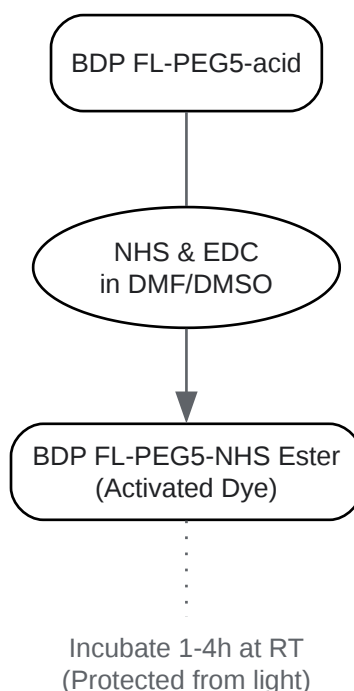 BDP FL-PEG5-acid
NHS & EDC
in DMF/DMSO
BDP FL-PEG5-NHS Ester
(Activated Dye)
Incubate 1-4h at RT
(Protected from light)